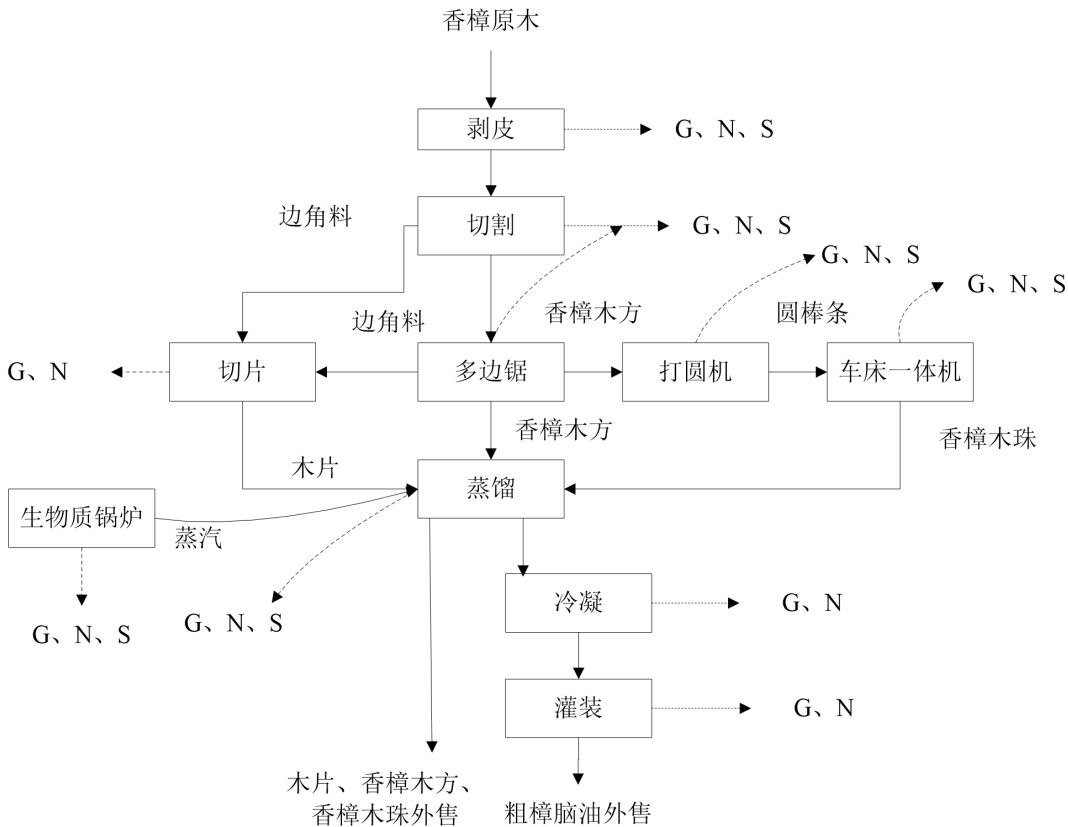 香樟原木
剥皮
G、N、S
边角料
切割
G、N、S
G、N、S
G、N、S
边角料
香樟木方
圆棒条
G、N
切片
多边锯
打圆机
车床一体机
香樟木方
香樟木珠
木片
蒸馏
生物质锅炉
蒸汽
冷凝
G、N
G、N、S
G、N、S
灌装
G、N
木片、香樟木方、
香樟木珠外售
粗樟脑油外售